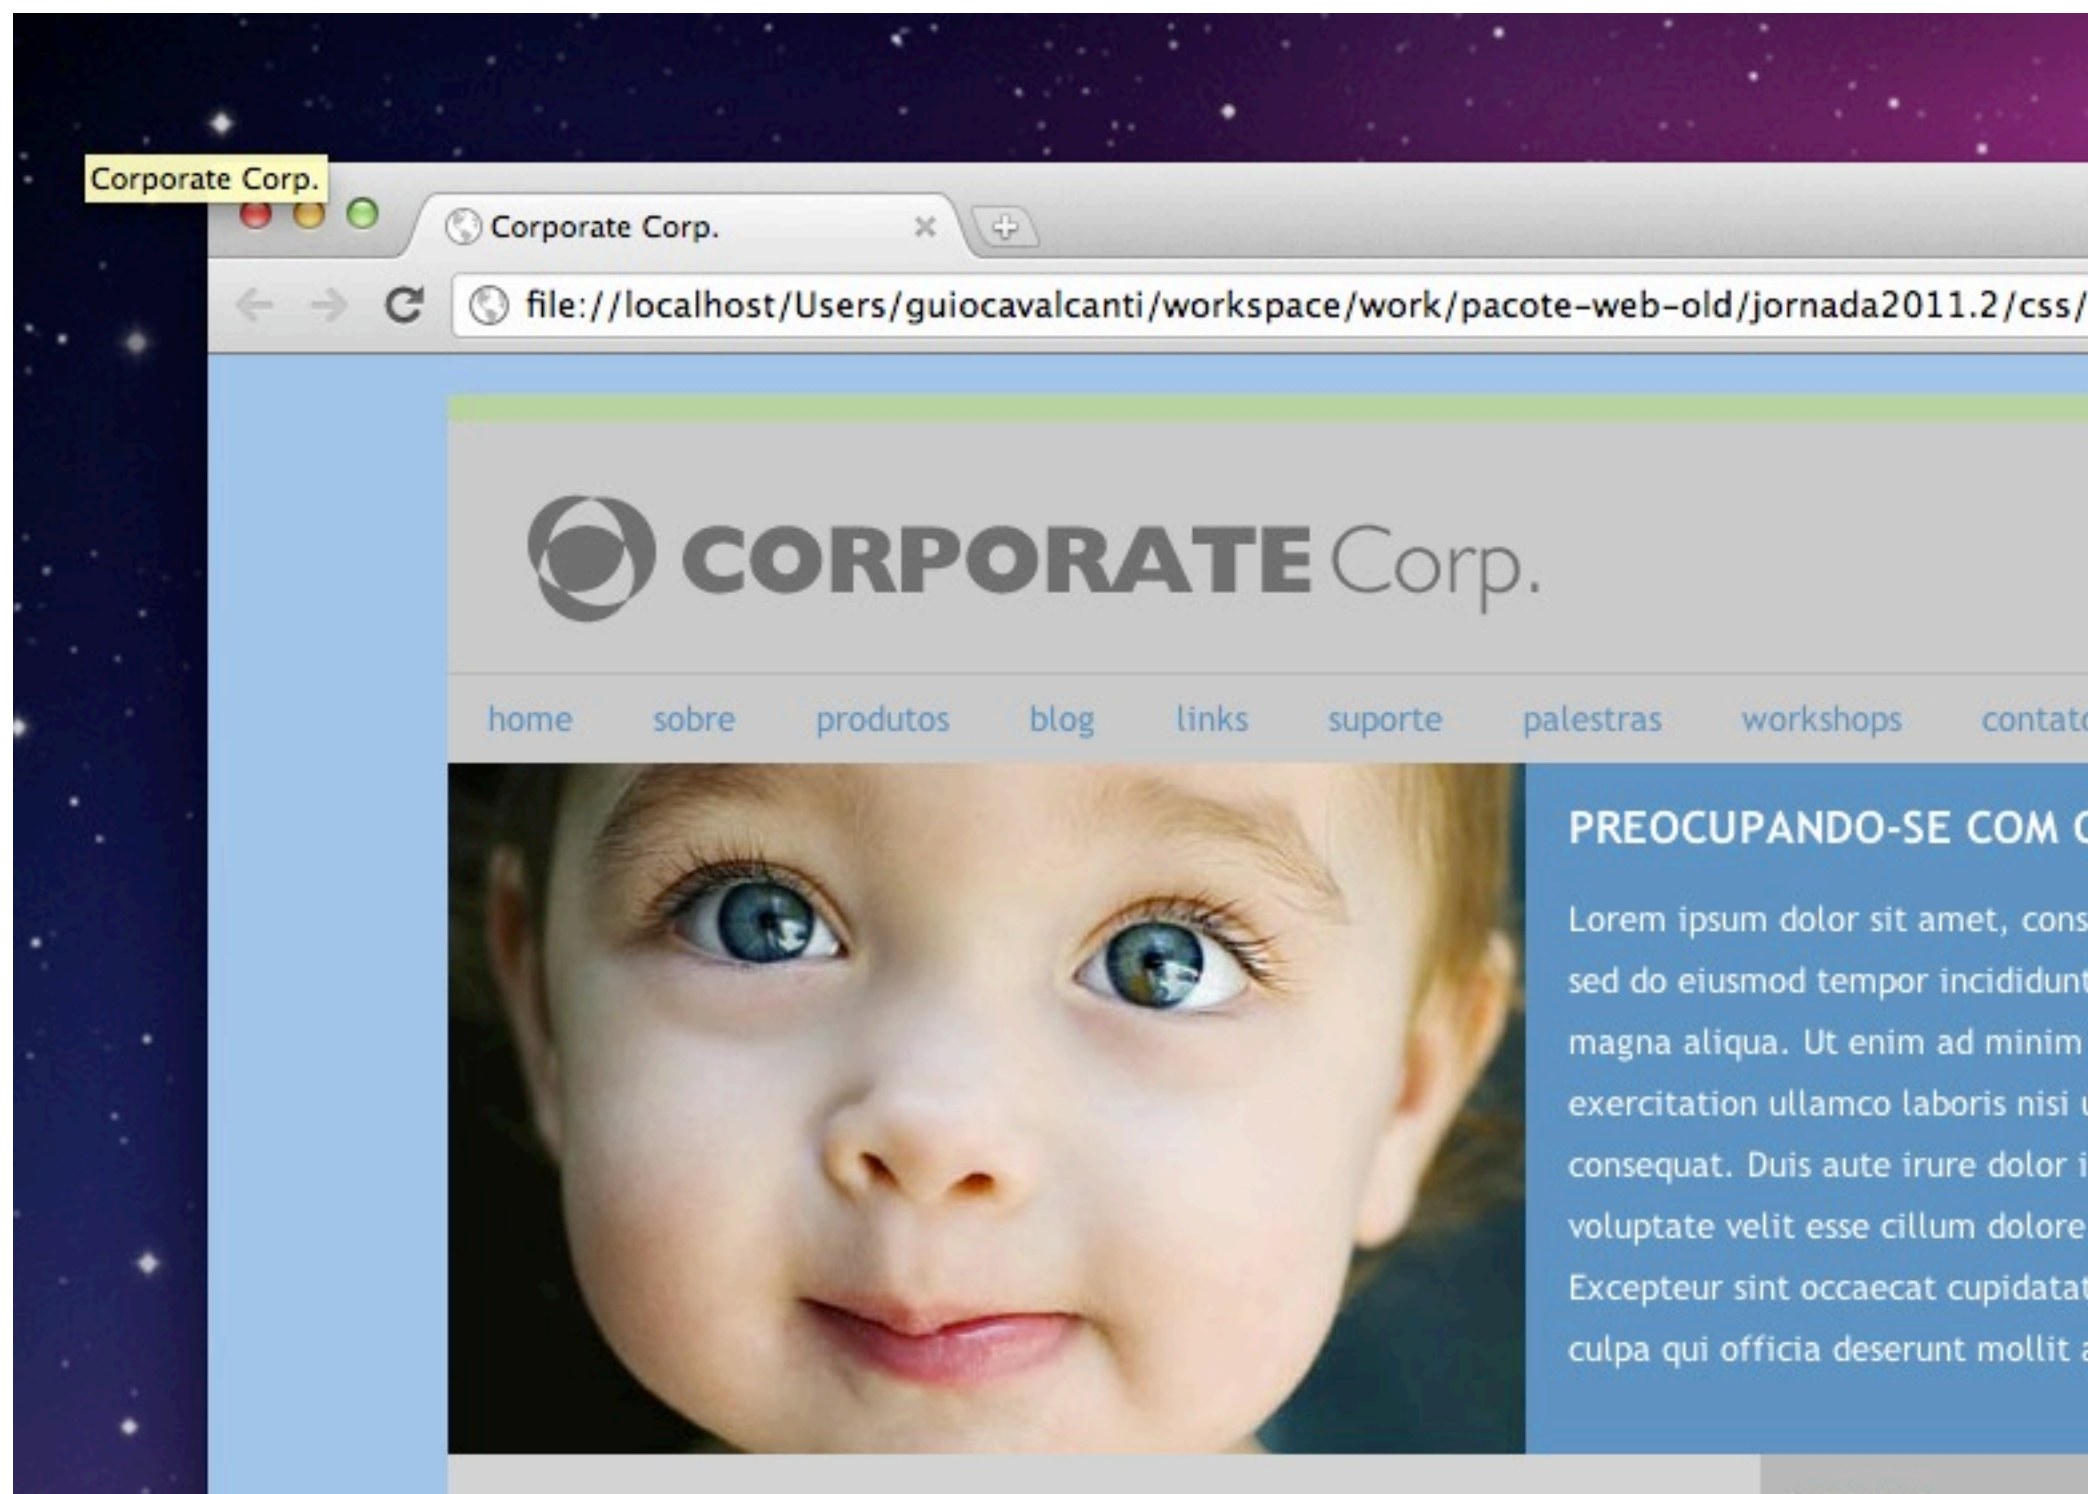 Corporate Corp.
Corporate Corp.
file://localhost/Users/guiocavalcanti/workspace/work/pacote-web-old/jornada2011.2/css/
CORPORATE Corp.
home sobre produtos blog links suporte palestras workshops
PREOCUPANDO-SE COM
Lorem ipsum dolor sit amet,
sed do eiusmod tempor incididunt
magna aliqua. Ut enim ad minim
exercitation ullamco laboris nisi
consequat. Duis aute irure dolor
voluptate velit esse cillum dolore
Excepteur sint occaecat cupidatat
culpa qui officia deserunt mollit